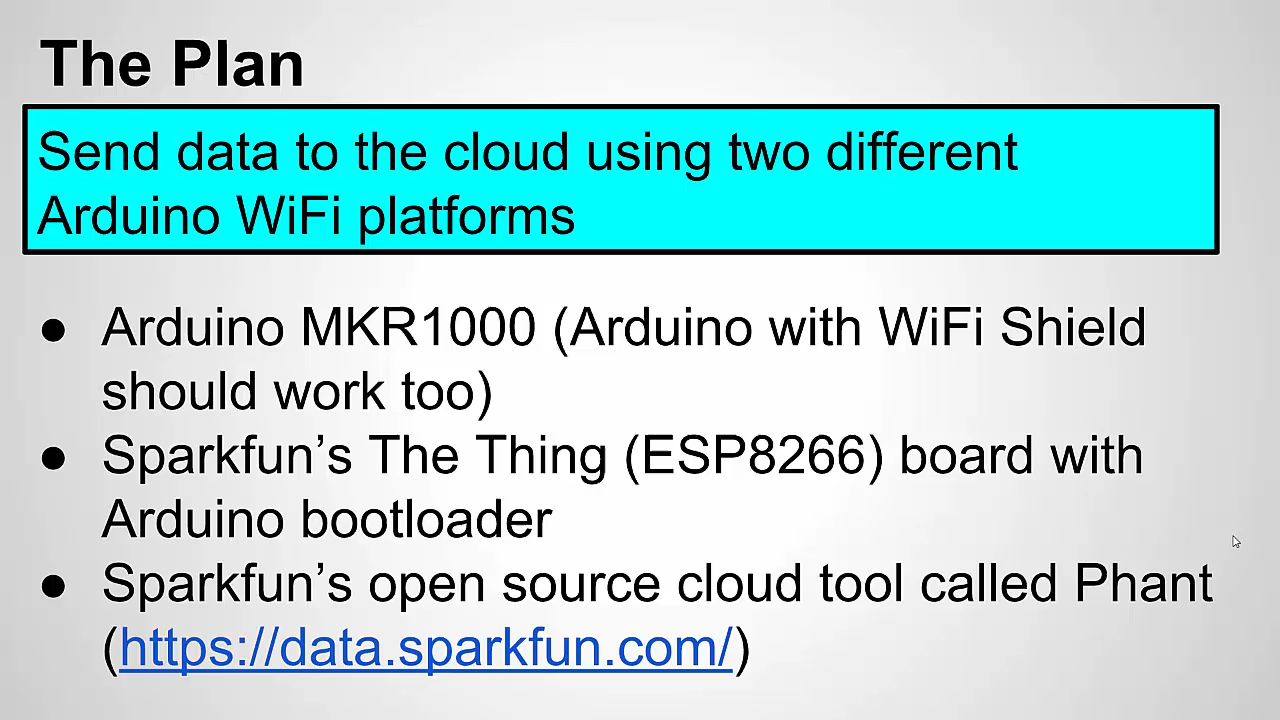 The Plan
Send data to the cloud using two different
Arduino WiFi platforms
● Arduino MKR1000 (Arduino with WiFi Shield
should work too)
● Sparkfun’s The Thing (ESP8266) board with
Arduino bootloader
● Sparkfun’s open source cloud tool called Phant
(https://data.sparkfun.com/)